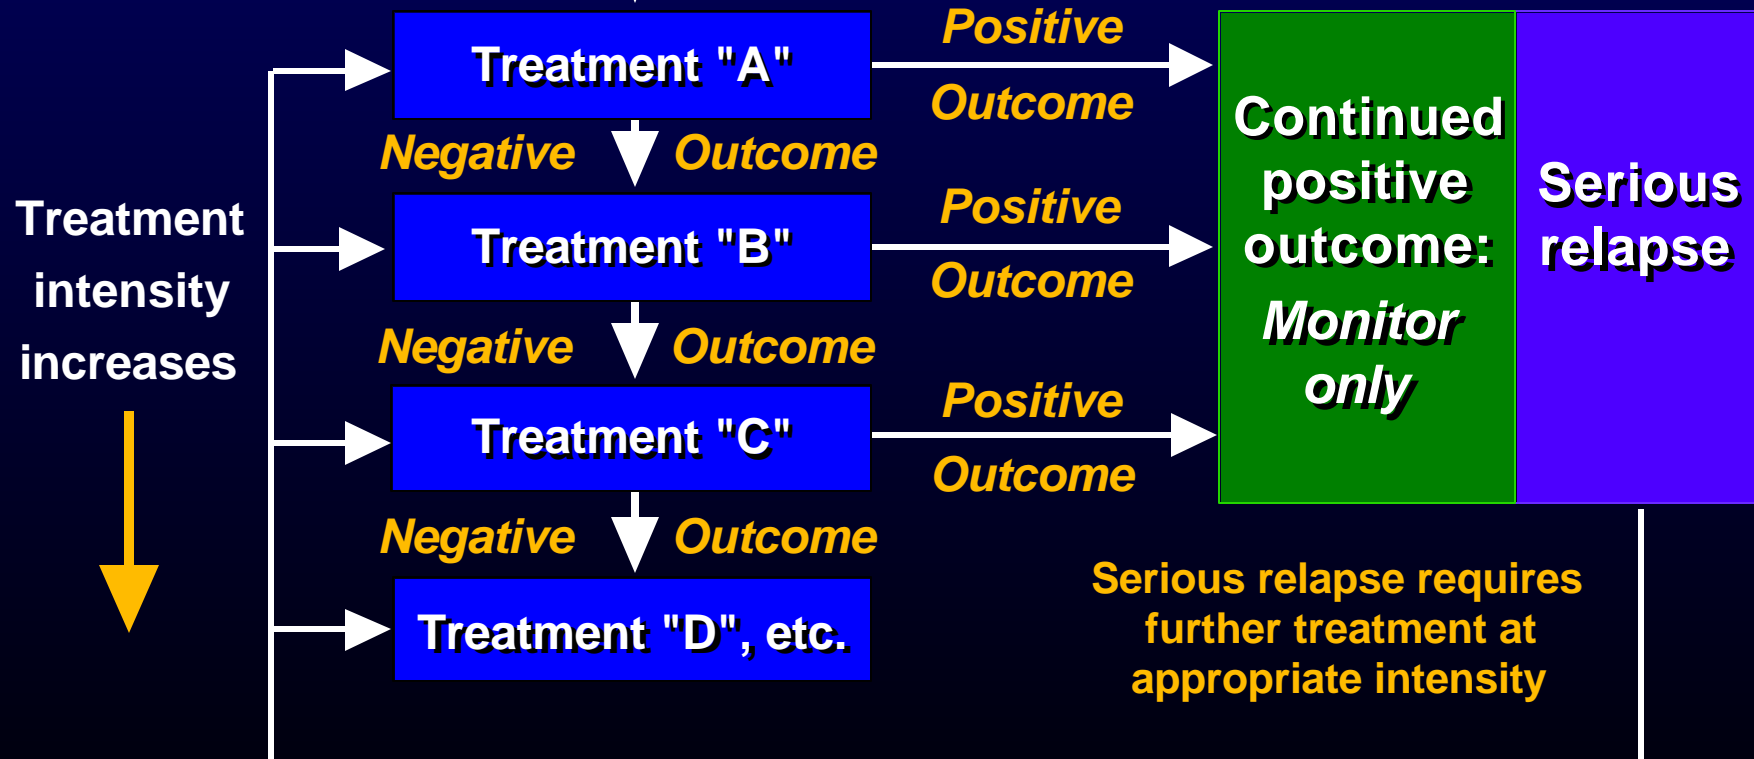 Treatment
intensity
increases
Treatment "A"
Negative Outcome
Treatment "B"
Negative Outcome
Treatment "C"
Negative Outcome
Treatment "D", etc.
Positive
Outcome
Positive
Outcome
Positive
Outcome
Continued
positive
outcome:
Monitor
only
Serious
relapse
Serious relapse requires
further treatment at
appropriate intensity